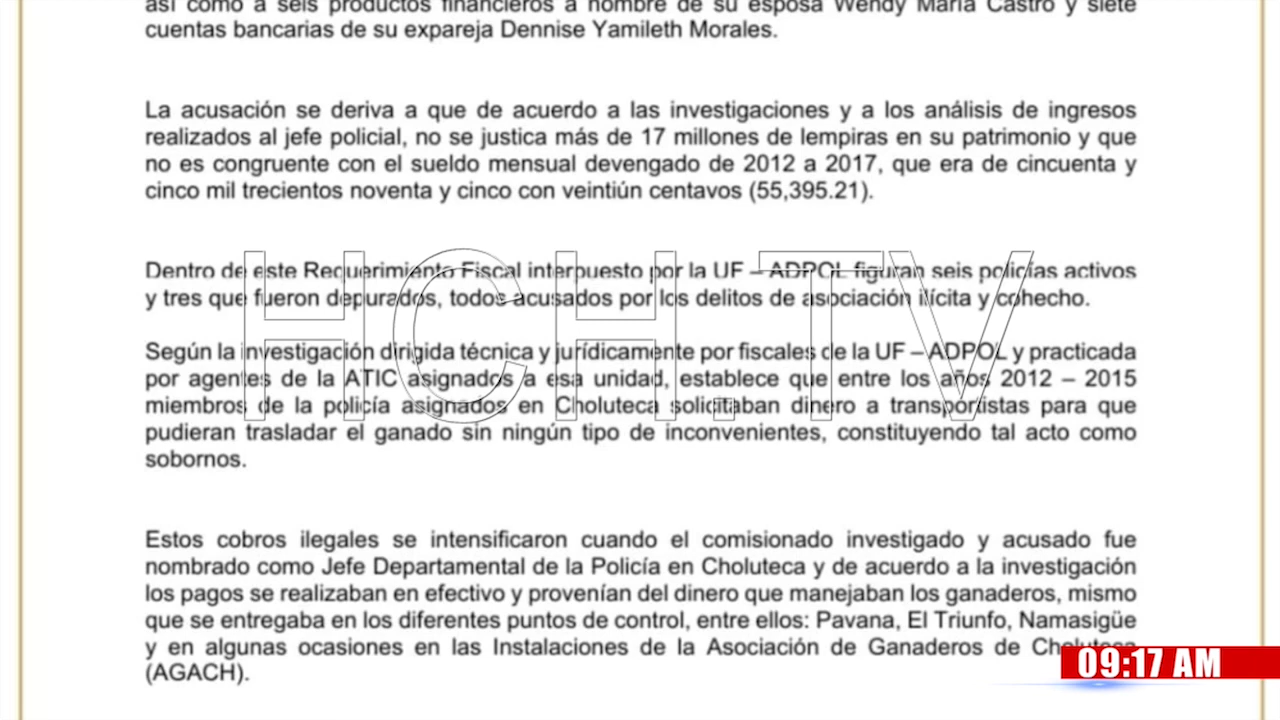 así como a seis productos financieros a nombre de su esposa Wendy María Castro y siete
cuentas bancarias de su expareja Dennise Yamileth Morales.
La acusación se deriva a que de acuerdo a las investigaciones y a los análisis de ingresos
realizados al jefe policial, no se justica más de 17 millones de lempiras en su patrimonio y que
no es congruente con el sueldo mensual devengado de 2012 a 2017, que era de cincuenta y
cinco mil trecientos noventa y cinco con veintiún centavos (55,395.21).
Dentro de este Requerimiento Fiscal interpuesto por la UF – ADPOL figuran seis policías activos
y tres que fueron depurados, todos acusados por los delitos de asociación ilícita y cohecho.
HCH.TV
Según la investigación dirigida técnica y jurídicamente por fiscales de la UF – ADPOL y practicada
por agentes de la ATIC asignados a esa unidad, establece que entre los años 2012 – 2015
miembros de la policía asignados en Choluteca solicitaban dinero a transportistas para que
pudieran trasladar el ganado sin ningún tipo de inconvenientes, constituyendo tal acto como
sobornos.
Estos cobros ilegales se intensificaron cuando el comisionado investigado y acusado fue
nombrado como Jefe Departamental de la Policía en Choluteca y de acuerdo a la investigación
los pagos se realizaban en efectivo y provenían del dinero que manejaban los ganaderos, mismo
que se entregaba en los diferentes puntos de control, entre ellos: Pavana, El Triunfo, Namasigüe
y en algunas ocasiones en las Instalaciones de la Asociación de Ganaderos de Choluteca
(AGACH).
09:17 AM